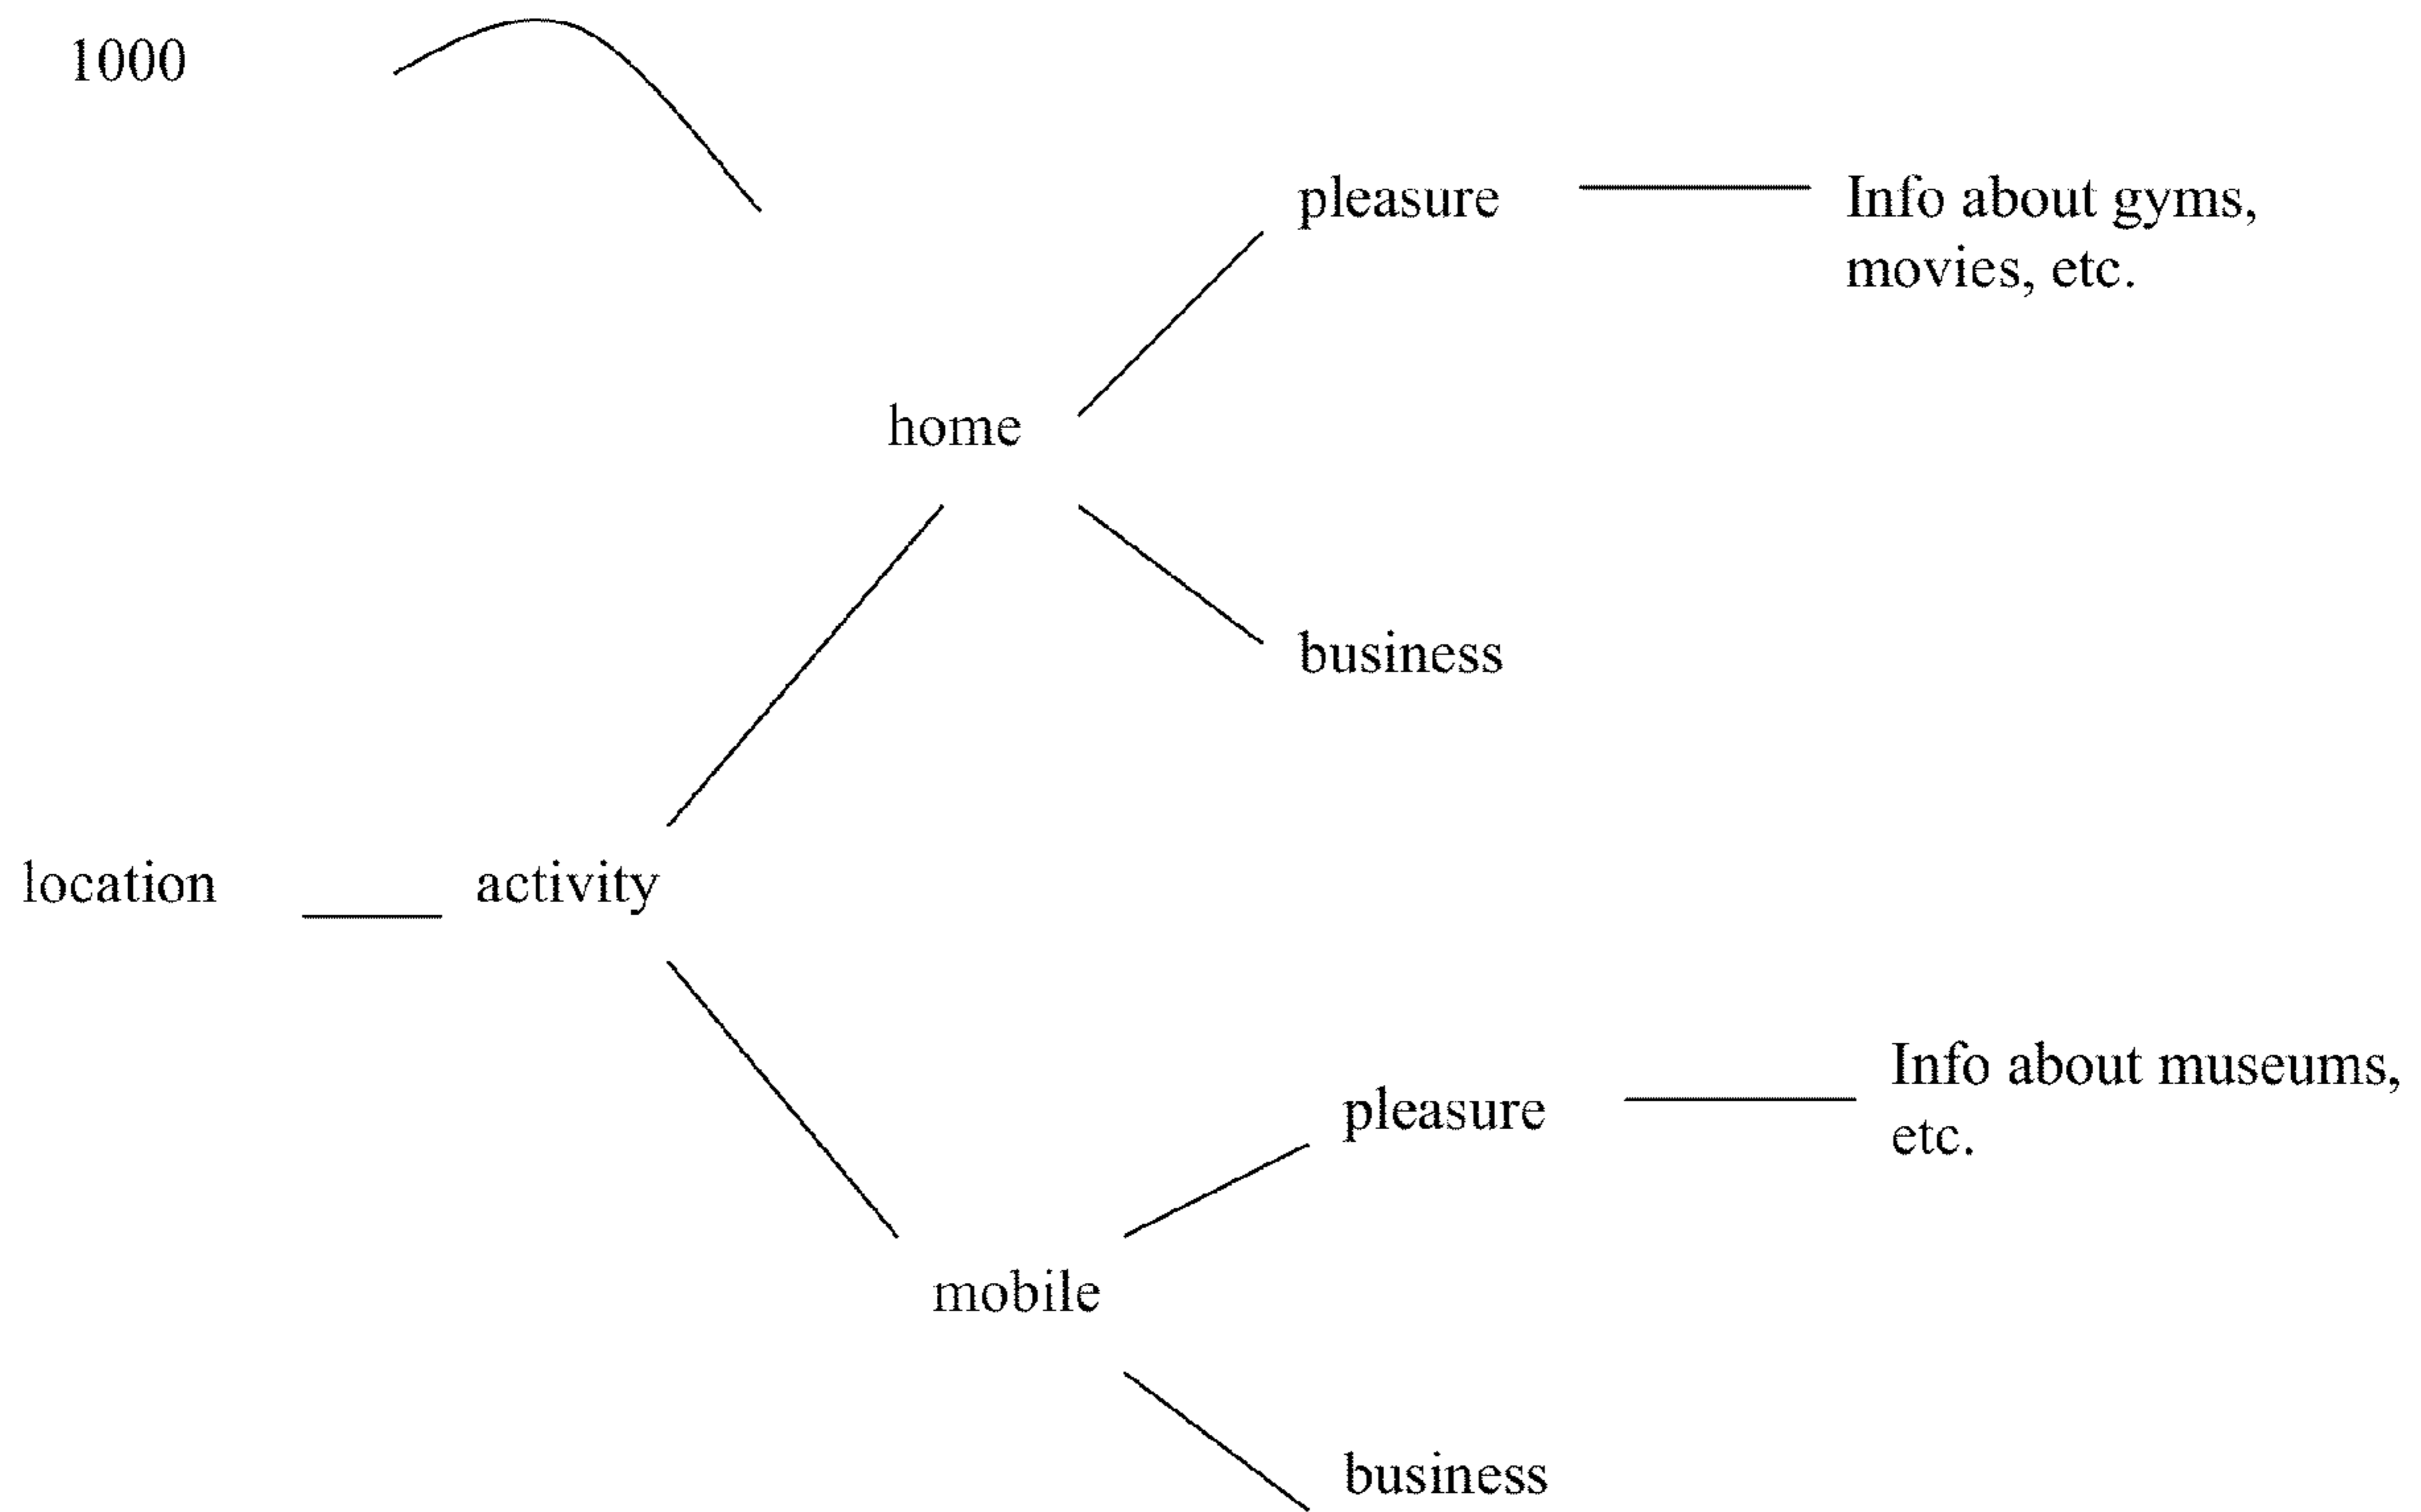 1000
pleasure
Info about gyms,
movies, etc.
home
business
location
activity
Info about museums,
etc.
pleasure
mobile
business